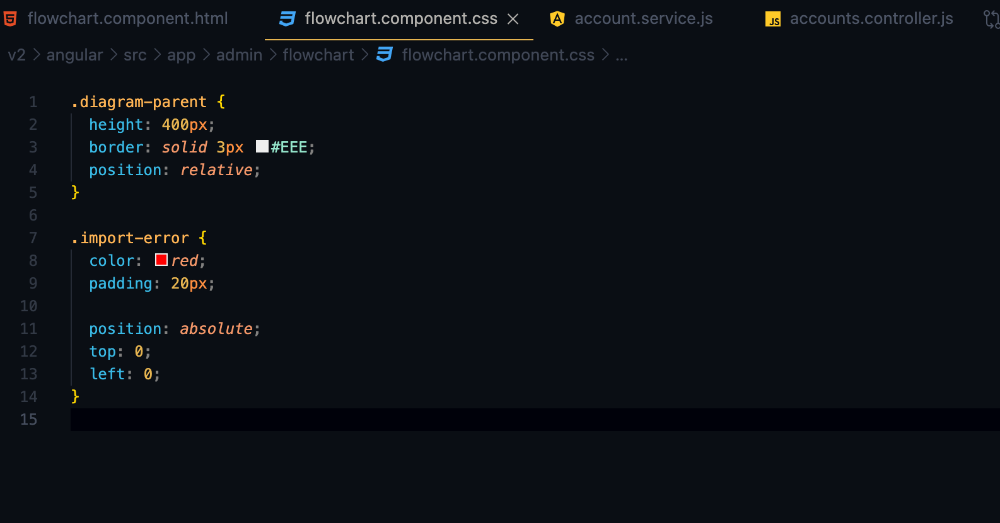 flowchart.component.html flowchart.component.css account.service.js JS accounts.controller.js
v2 > angular > src > app > admin > flowchart > flowchart.component.css > ...
1 .diagram-parent {
2 height: 400px;
3 border: solid 3px #EEE;
4 position: relative;
5 }
6
7 .import-error {
8 color: red;
9 padding: 20px;
10
11 position: absolute;
12 top: 0;
13 left: 0;
14 }
15